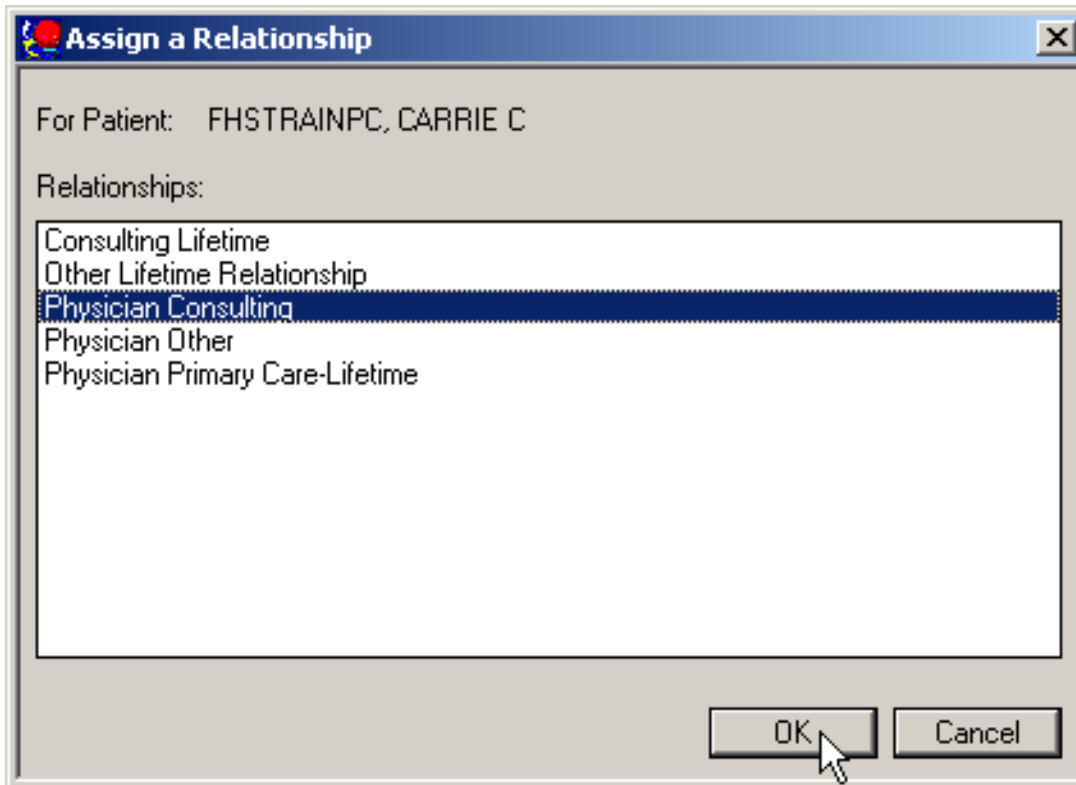 Assign a Relationship
For Patient: FHSTRAINPC, CARRIE C
Relationships:
Consulting Lifetime
Other Lifetime Relationship
Physician Consulting
Physician Other
Physician Primary Care-Lifetime
OK Cancel